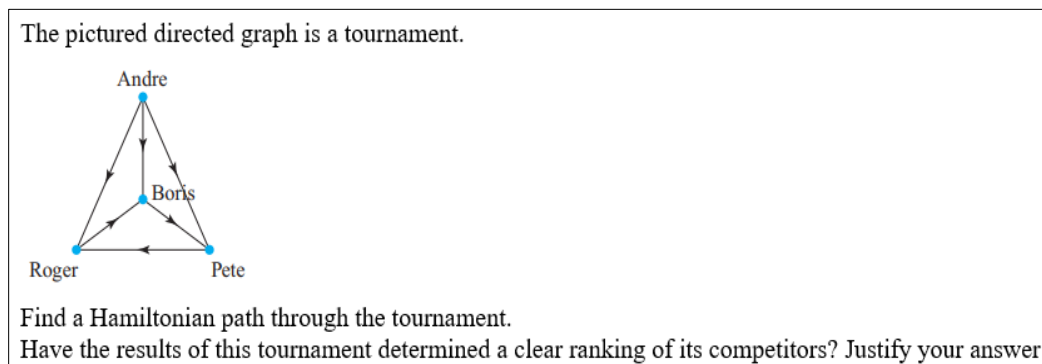 The pictured directed graph is a tournament.
Andre
Boris
Roger
Pete
Find a Hamiltonian path through the tournament.
Have the results of this tournament determined a clear ranking of its competitors? Justify your answer